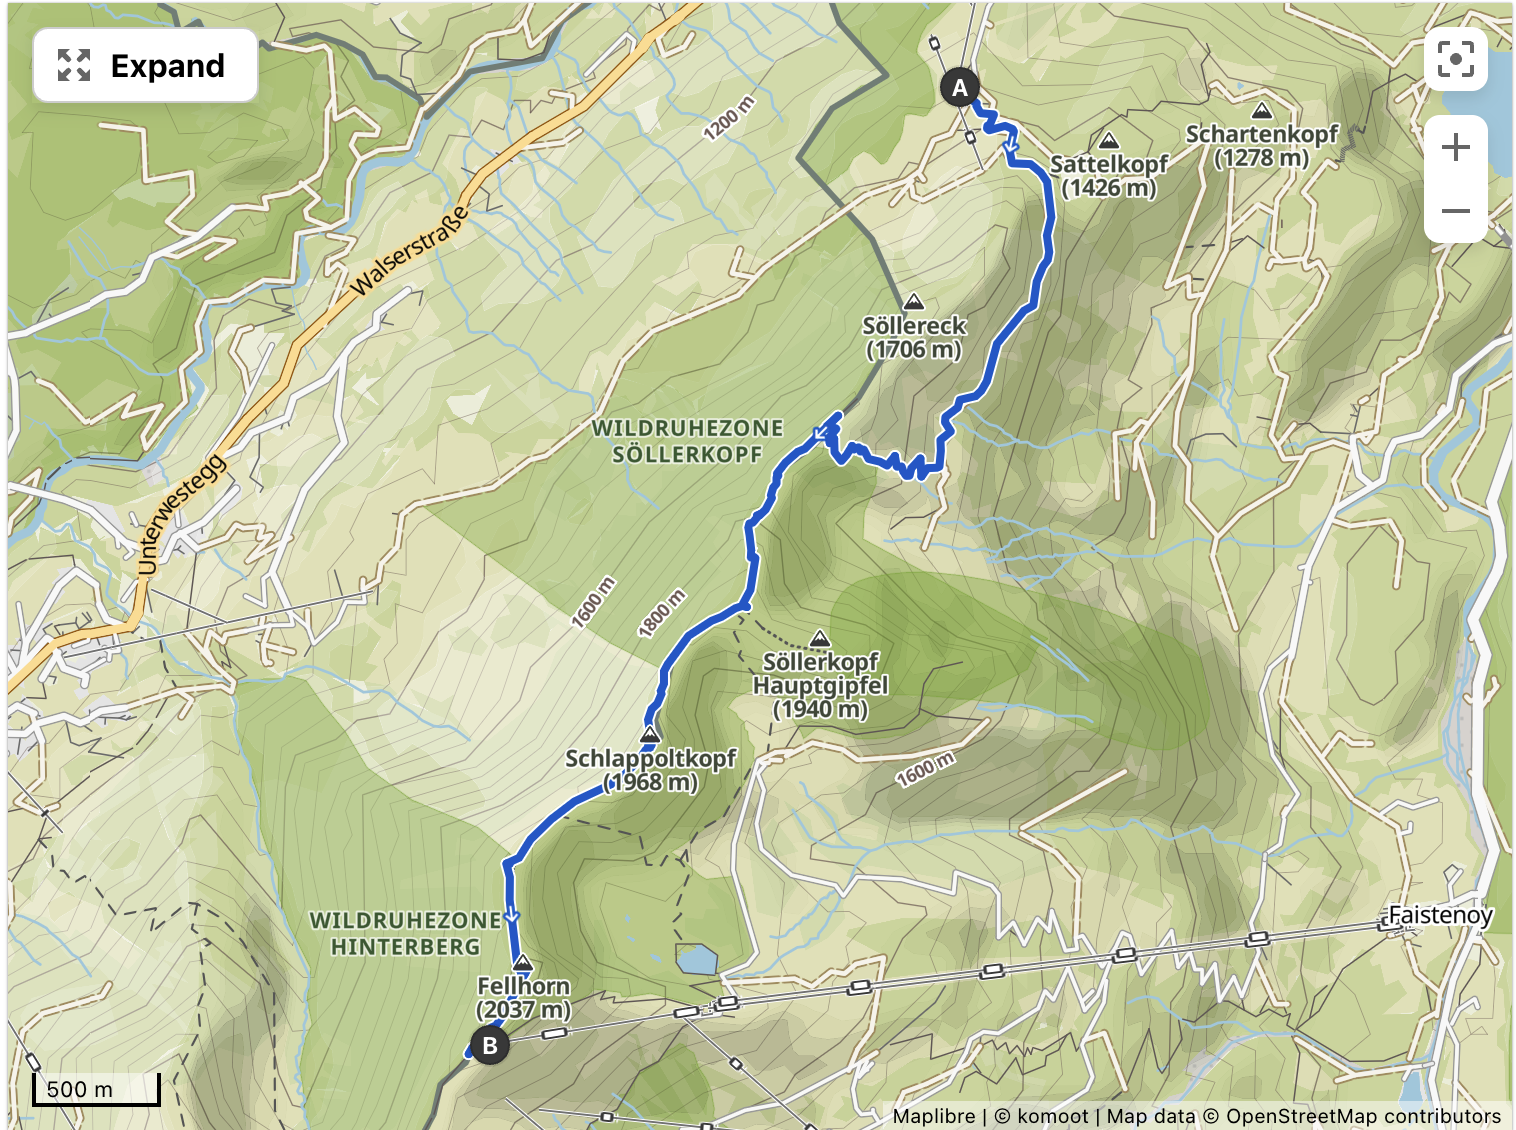 Expand
A
1200 m
Schartenkopf
(1278 m)
Sattelkopf
(1426 m)
Walserstraße
Söllereck
(1706 m)
WILDRUHEZONE
SÖLLERKOPF
Unterwestegg
1600 m
1800 m
Söllerkopf
Hauptgipfel
(1940 m)
Schlappoltkopf
(1968 m)
1600 m
WILDRUHEZONE
HINTERBERG
Faistenoy
Fellhorn
(2037 m)
B
500 m
Maplibre | © komoot | Map data © OpenStreetMap contributors